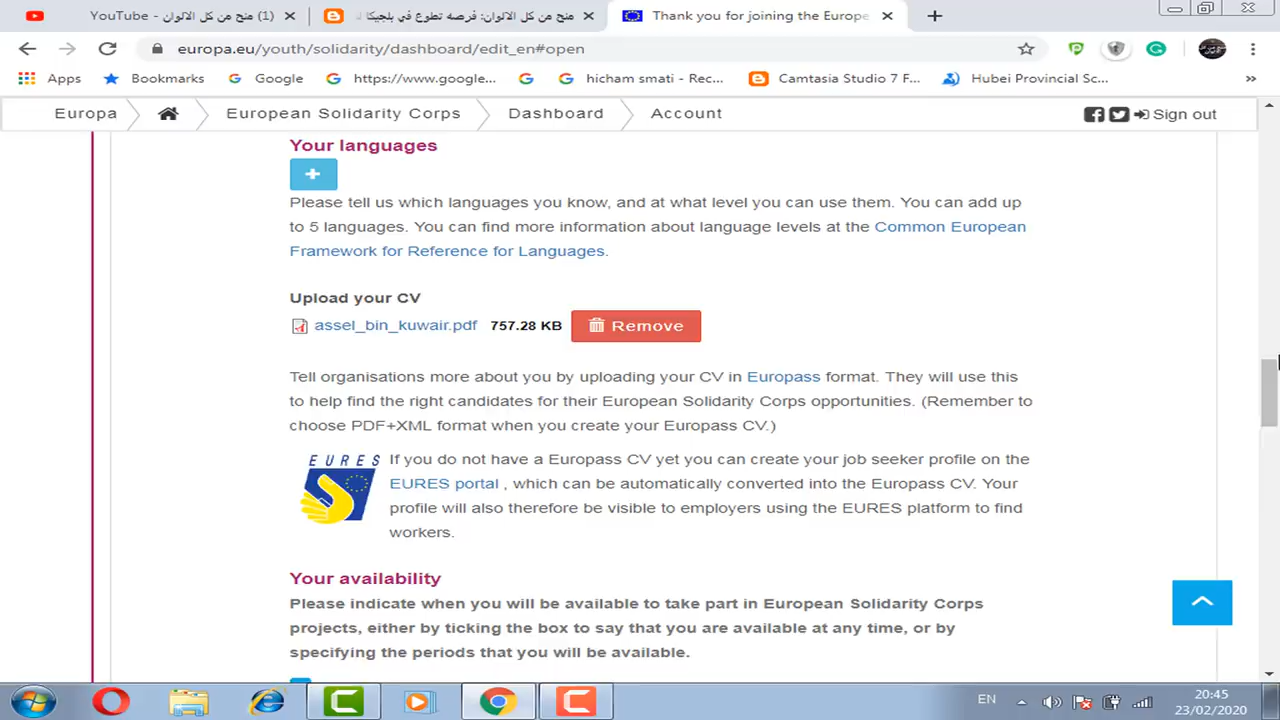 (1) منح من كل الالوان - YouTube
منح من كل الالوان: فرصه تطوع في بلجيكا ل
Thank you for joining the Europe
europa.eu/youth/solidarity/dashboard/edit_en#open
Apps
Bookmarks
Google
https://www.google...
hicham smati - Rec...
Camtasia Studio 7 F...
Hubei Provincial Sc...
»
Europa
European Solidarity Corps
Dashboard
Account
Sign out
Your languages
+
Please tell us which languages you know, and at what level you can use them. You can add up
to 5 languages. You can find more information about language levels at the Common European
Framework for Reference for Languages.
Upload your CV
assel_bin_kuwair.pdf 757.28 KB Remove
Tell organisations more about you by uploading your CV in Europass format. They will use this
to help find the right candidates for their European Solidarity Corps opportunities. (Remember to
choose PDF+XML format when you create your Europass CV.)
EURES
If you do not have a Europass CV yet you can create your job seeker profile on the
EURES portal , which can be automatically converted into the Europass CV. Your
profile will also therefore be visible to employers using the EURES platform to find
workers.
Your availability
Please indicate when you will be available to take part in European Solidarity Corps
projects, either by ticking the box to say that you are available at any time, or by
specifying the periods that you will be available.
EN
20:45
23/02/2020